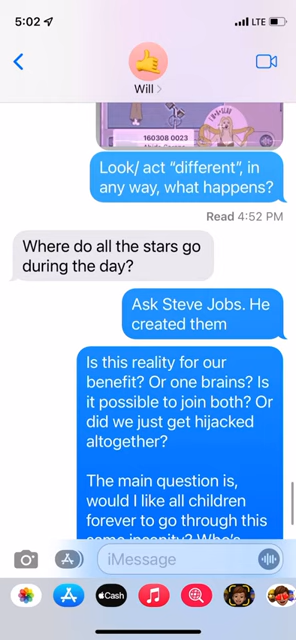 5:02
LTE
Will
160308 0023
Look/ act “different”, in
any way, what happens?
Read 4:52 PM
Where do all the stars go
during the day?
Ask Steve Jobs. He
created them
Is this reality for our
benefit? Or one brains? Is
it possible to join both? Or
did we just get hijacked
altogether?
The main question is,
would I like all children
forever to go through this
same insanity? Who's
iMessage
Cash